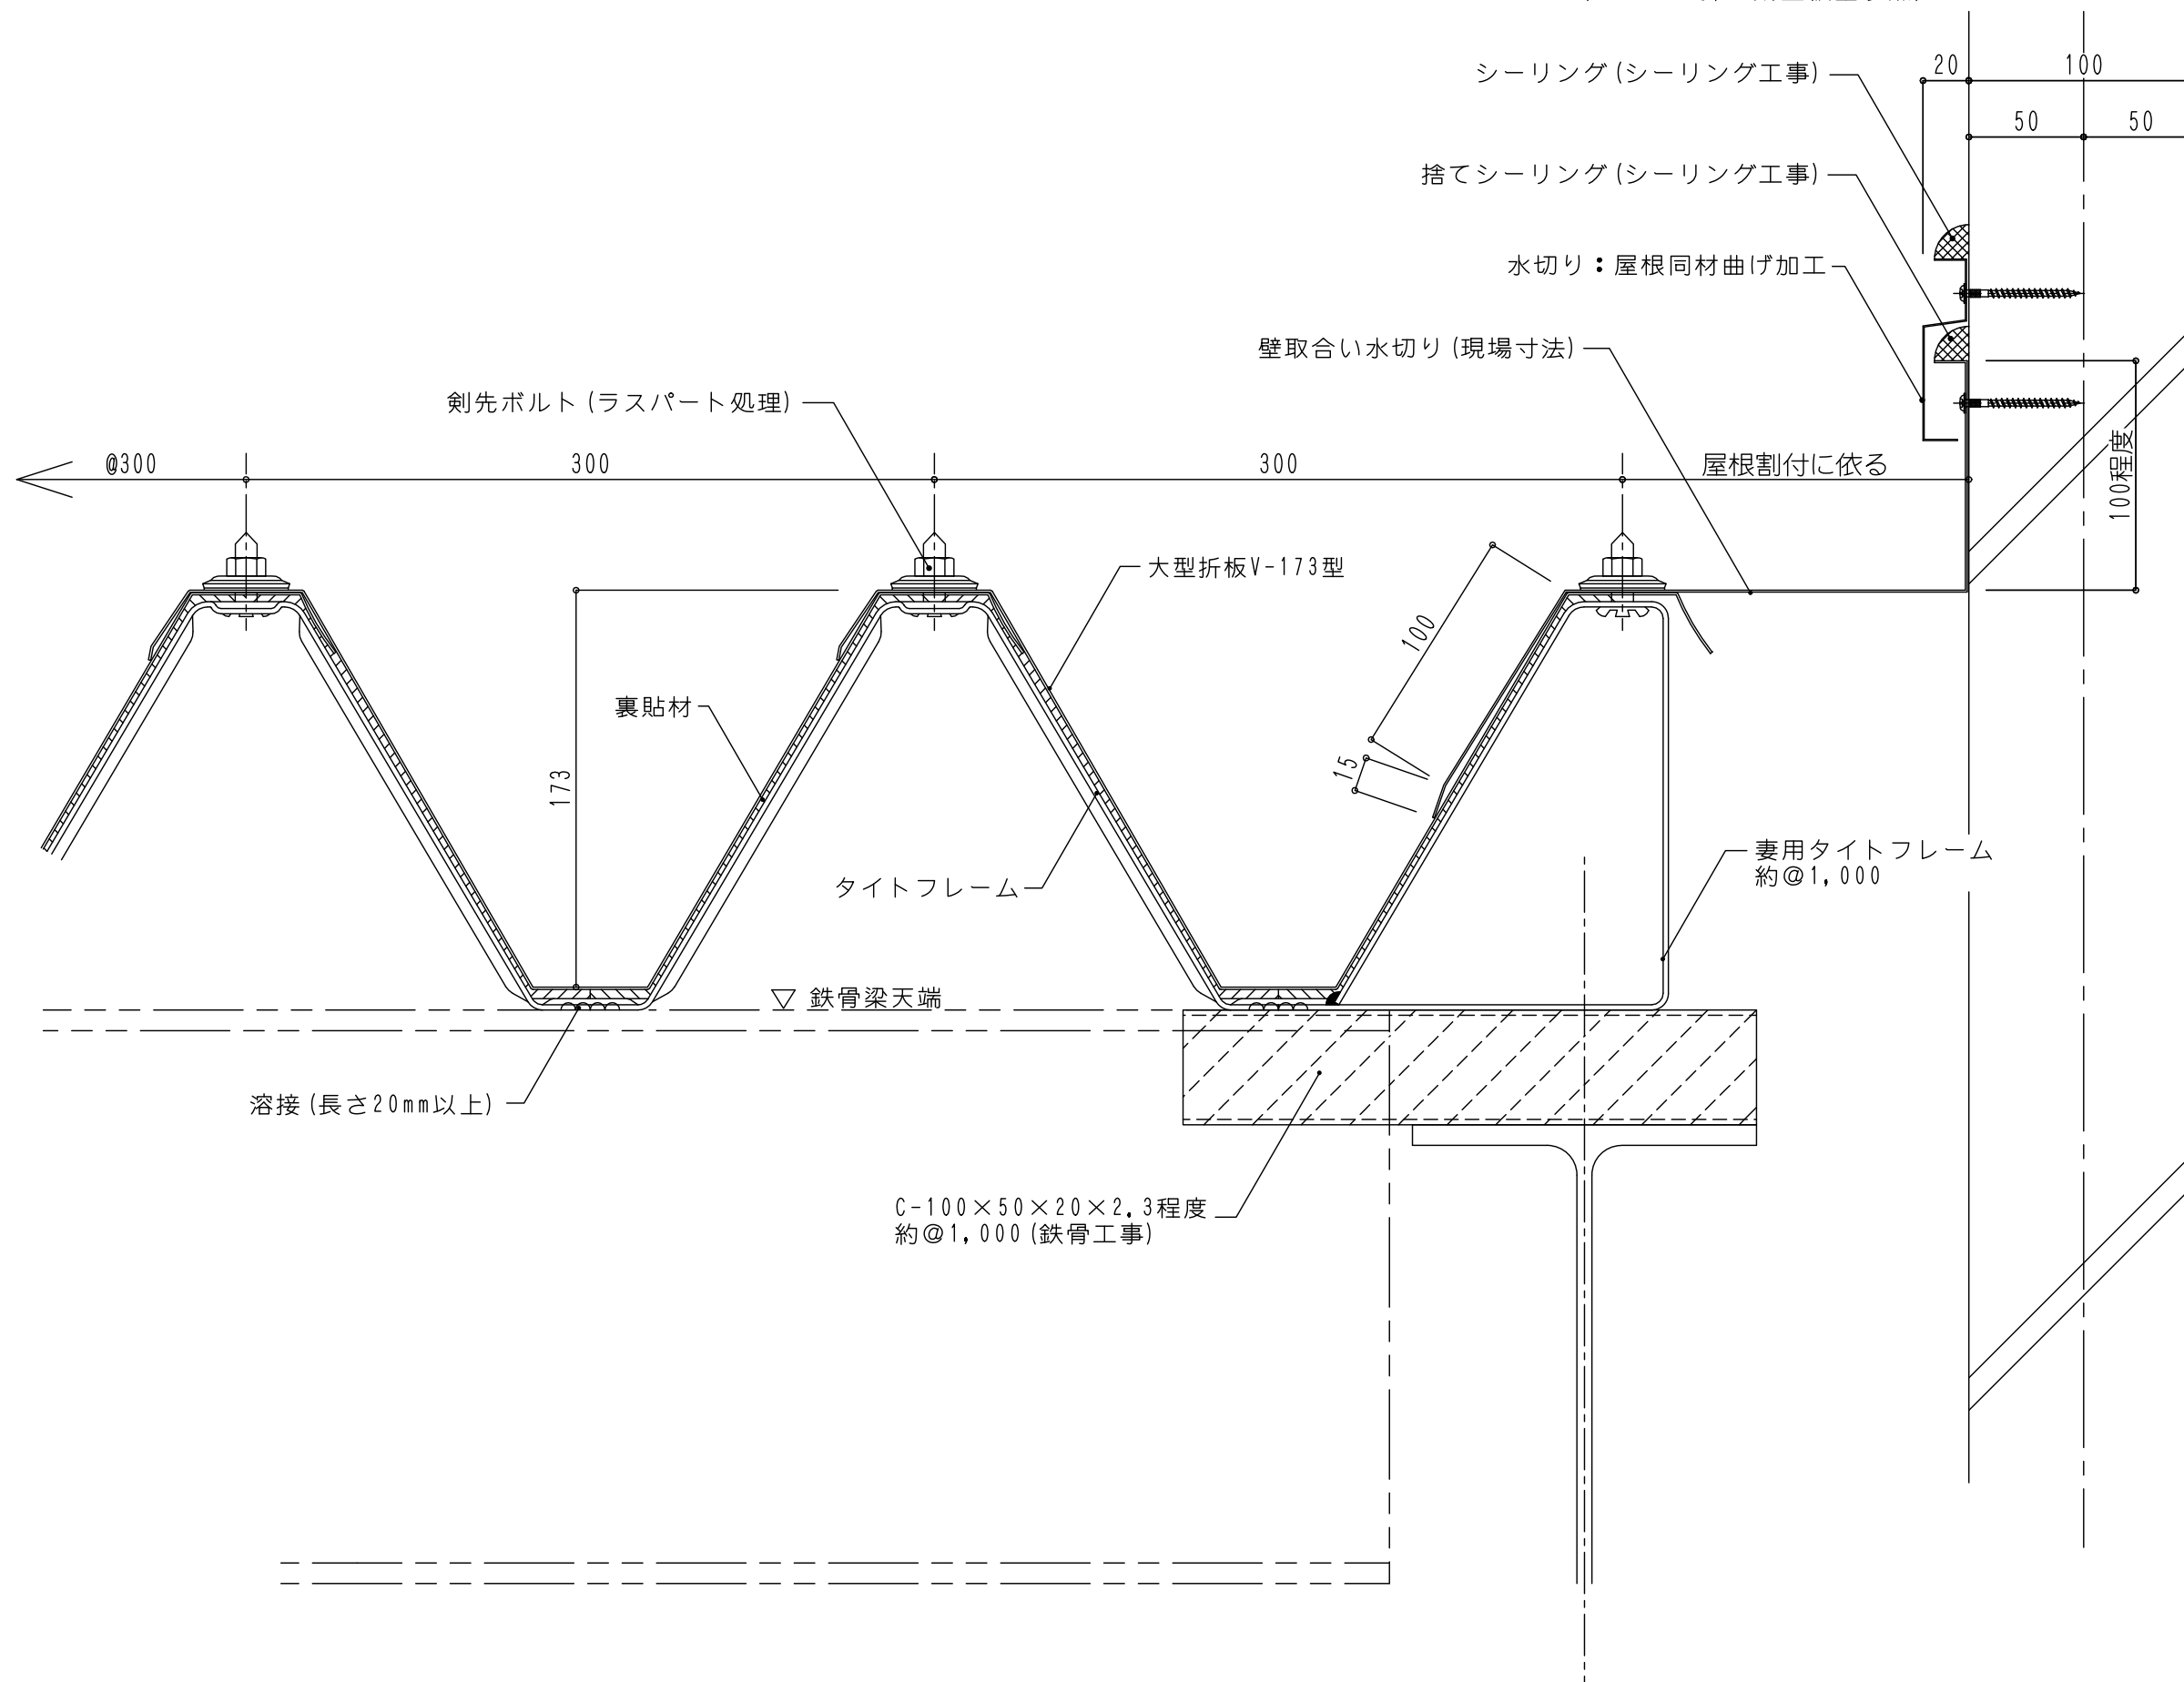 シーリング(シーリング工事)
20
100
50
50
捨てシーリング(シーリング工事)
水切り：屋根同材曲げ加工
壁取合い水切り(現場寸法)
剣先ボルト(ラスパート処理)
@300
300
300
屋根割付に依る
100程度
大型折板V-173型
100
裏貼材
15
173
タイトフレーム
妻用タイトフレーム
約@1,000
▽ 鉄骨梁天端
溶接(長さ20mm以上)
C-100×50×20×2.3程度
約@1,000(鉄骨工事)